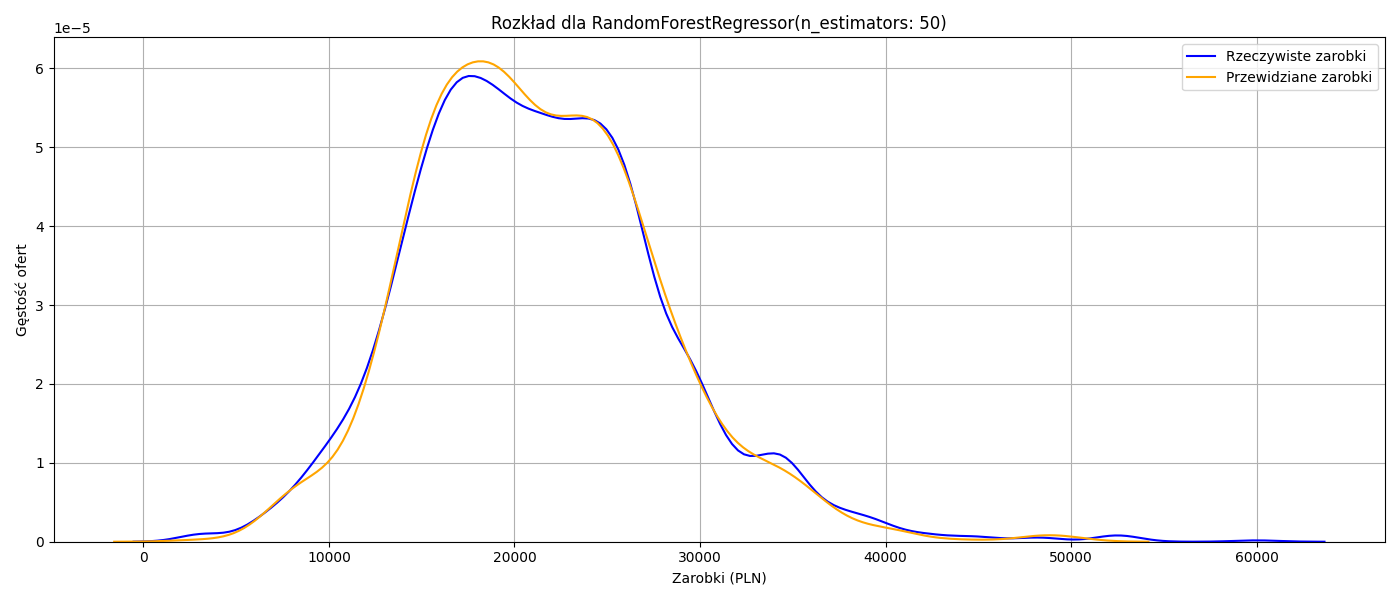 Rozkład dla RandomForestRegressor(n_estimators: 50)
1e−5
Rzeczywiste zarobki
Przewidziane zarobki
6
5
4
3
2
1
0
Gęstość ofert
0 10000 20000 30000 40000 50000 60000
Zarobki (PLN)